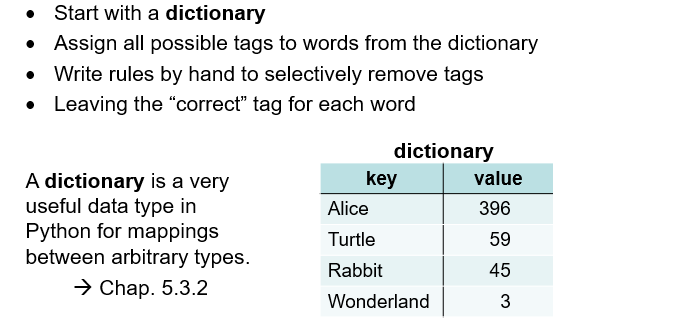 • Start with a dictionary
• Assign all possible tags to words from the dictionary
• Write rules by hand to selectively remove tags
• Leaving the “correct” tag for each word
A dictionary is a very
useful data type in
Python for mappings
between arbitrary types.
→ Chap. 5.3.2
dictionary
key value
Alice 396
Turtle 59
Rabbit 45
Wonderland 3